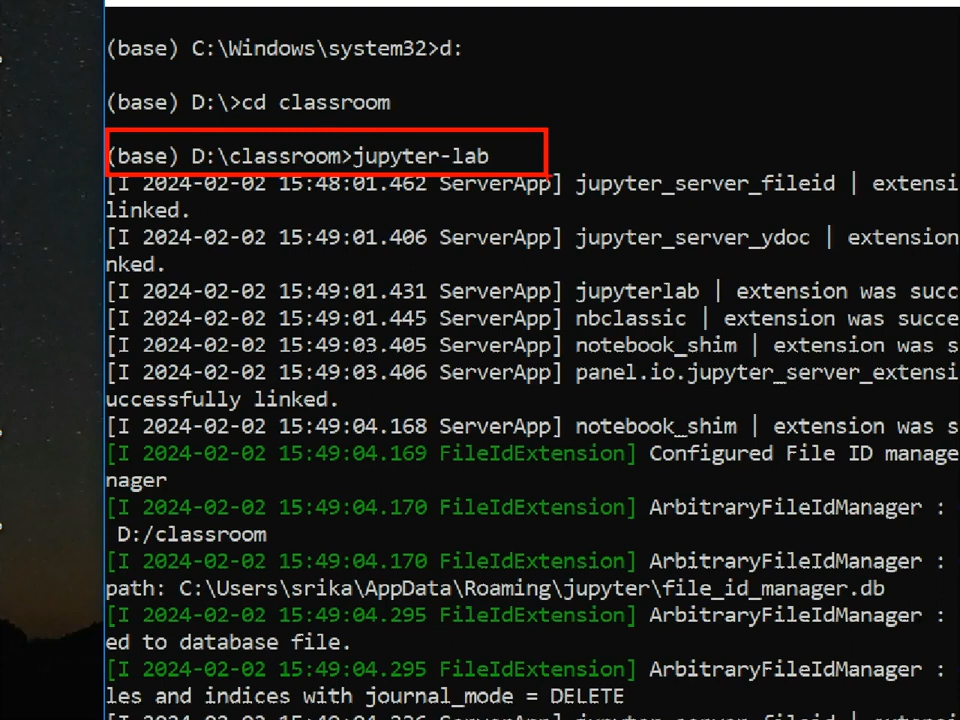 (base) C:\Windows\system32>d:
(base) D:\>cd classroom
(base) D:\classroom>jupyter-lab
[I 2024-02-02 15:48:01.462 ServerApp] jupyter_server_fileid | extensi
linked.
[I 2024-02-02 15:49:01.406 ServerApp] jupyter_server_ydoc | extension
nked.
[I 2024-02-02 15:49:01.431 ServerApp] jupyterlab | extension was succ
[I 2024-02-02 15:49:01.445 ServerApp] nbclassic | extension was succe
[I 2024-02-02 15:49:03.405 ServerApp] notebook_shim | extension was s
[I 2024-02-02 15:49:03.406 ServerApp] panel.io.jupyter_server_extensi
uccessfully linked.
[I 2024-02-02 15:49:04.168 ServerApp] notebook_shim | extension was s
[I 2024-02-02 15:49:04.169 FileIdExtension] Configured File ID manage
nager
[I 2024-02-02 15:49:04.170 FileIdExtension] ArbitraryFileIdManager :
D:/classroom
[I 2024-02-02 15:49:04.170 FileIdExtension] ArbitraryFileIdManager :
path: C:\Users\srika\AppData\Roaming\jupyter\file_id_manager.db
[I 2024-02-02 15:49:04.295 FileIdExtension] ArbitraryFileIdManager :
ed to database file.
[I 2024-02-02 15:49:04.295 FileIdExtension] ArbitraryFileIdManager :
les and indices with journal_mode = DELETE